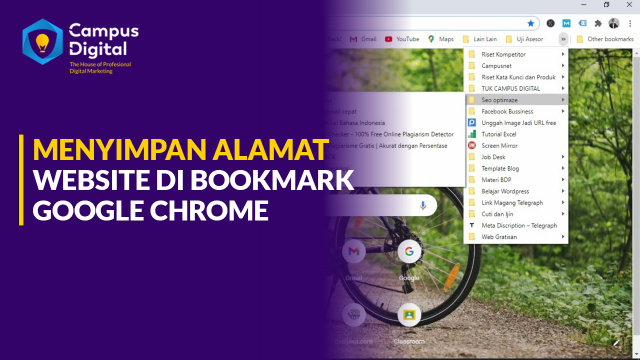 Campus
Digital
The House of Profesional
Digital Marketing
MENYIMPAN ALAMAT
WEBSITE DI BOOKMARK
GOOGLE CHROME
Gmail
YouTube
Maps
Lain Lain
Uji Asesor
Other bookmarks
Riset Kompetitor
Campusnet
Riset Kata Kunci dan Produk
TUK CAMPUS DIGITAL
Seo optimaze
Facebook Bussiness
Unggah Image Jadi URL free
Tutorial Excel
Screen Mirror
Job Desk
Template Blog
Materi BDP
Belajar Wordpress
Link Magang Telegraph
Cuti dan Ijin
Meta Discription – Telegraph
Web Gratisan
cepat
Bahasa Indonesia
- 100% Free Online Plagiarism Detector
Gratis | Akurat dengan Persentase
Gmail
Google
Classroom